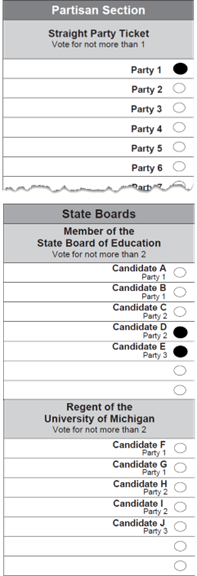 Partisan Section
Straight Party Ticket
Vote for not more than 1
Party 1
Party 2
Party 3
Party 4
Party 5
Party 6
Party 7
State Boards
Member of the
State Board of Education
Vote for not more than 2
Candidate A
Party 1
Candidate B
Party 1
Candidate C
Party 2
Candidate D
Party 2
Candidate E
Party 3
Regent of the
University of Michigan
Vote for not more than 2
Candidate F
Party 1
Candidate G
Party 1
Candidate H
Party 2
Candidate I
Party 2
Candidate J
Party 3